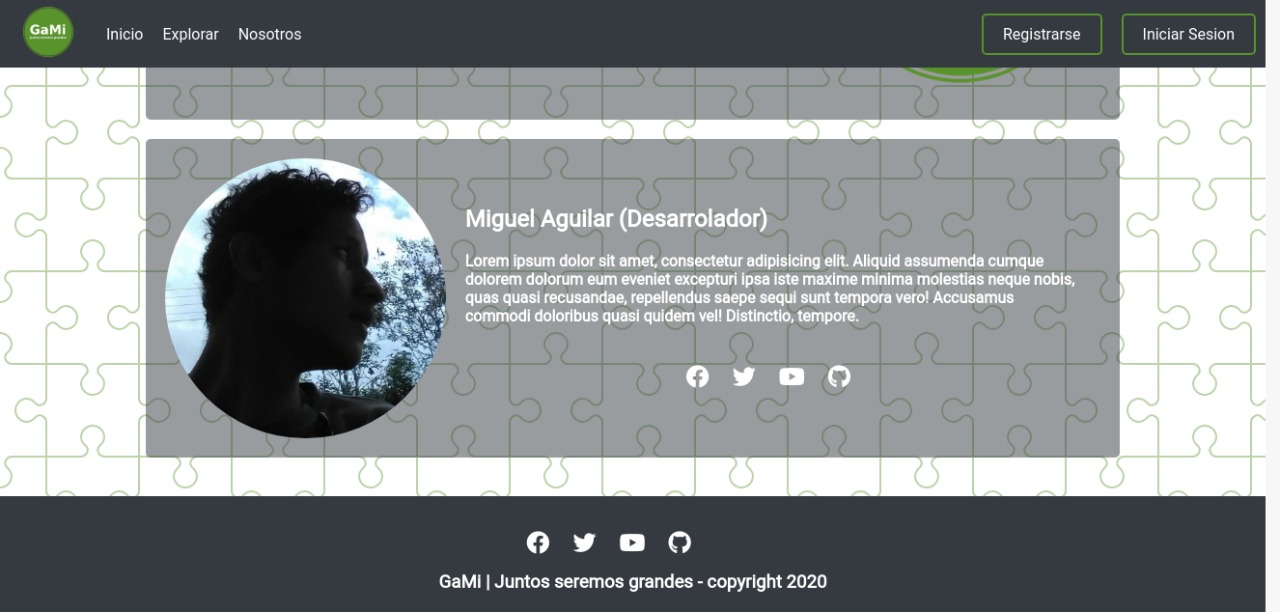 GaMi
Inicio Explorar Nosotros
Registrarse Iniciar Sesion
Miguel Aguilar (Desarrolador)
Lorem ipsum dolor sit amet, consectetur adipisicing elit. Aliquid assumenda cumque
dolorem dolorum eum eveniet excepturi ipsa iste maxime minima molestias neque nobis,
quas quasi recusandae, repellendus saepe sequi sunt tempora vero! Accusamus
commodi doloribus quasi quidem vel! Distinctio, tempore.
GaMi | Juntos seremos grandes - copyright 2020